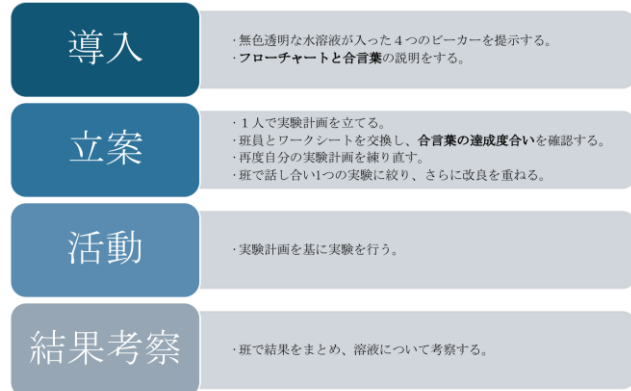 導入
・無色透明な水溶液が入った４つのビーカーを提示する。
・フローチャートと合言葉の説明をする。
立案
・１人で実験計画を立てる。
・班員とワークシートを交換し、合言葉の達成度合いを確認する。
・再度自分の実験計画を練り直す。
・班で話し合い1つの実験に絞り、さらに改良を重ねる。
活動
・実験計画を基に実験を行う。
結果考察
・班で結果をまとめ、溶液について考察する。